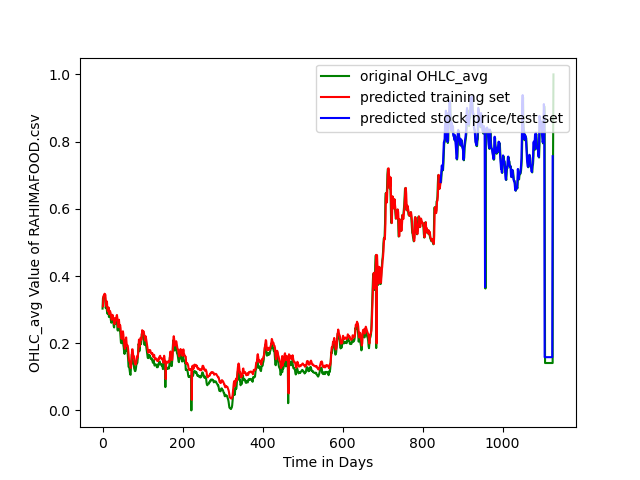 original OHLC_avg
predicted training set
predicted stock price/test set
1.0
0.8
0.6
0.4
0.2
0.0
OHLC_avg Value of RAHIMAFOOD.csv
0 200 400 600 800 1000
Time in Days